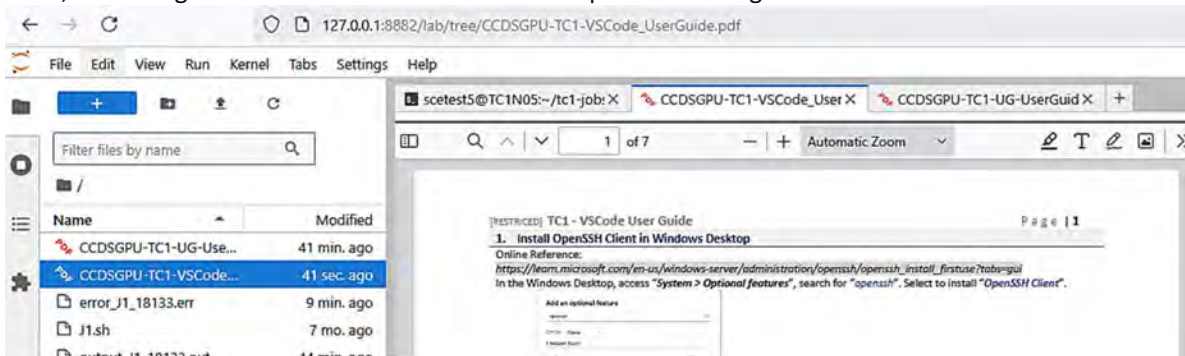 127.0.0.1:8882/lab/tree/CCDSGPU-TC1-VSCode_UserGuide.pdf
File Edit View Run Kernel Tabs Settings Help
scetest5@TC1N05:~/tc1-job: CCDSGPU-TC1-VSCode_User CCDSGPU-TC1-UG-UserGuid
1 of 7 Automatic Zoom
Filter files by name
/
Name Modified
CCDSGPU-TC1-UG-Use... 41 min. ago
CCDSGPU-TC1-VSCode... 41 sec. ago
error_J1_18133.err 9 min. ago
J1.sh 7 mo. ago
[RESTRICED] TC1 - VSCode User Guide Page | 1
1. Install OpenSSH Client in Windows Desktop
Online Reference:
https://learn.microsoft.com/en-us/windows-server/administration/openssh/openssh_install_firstuse?tabs=gui
In the Windows Desktop, access "System > Optional features", search for "openssh". Select to install "OpenSSH Client".
Add an optional feature